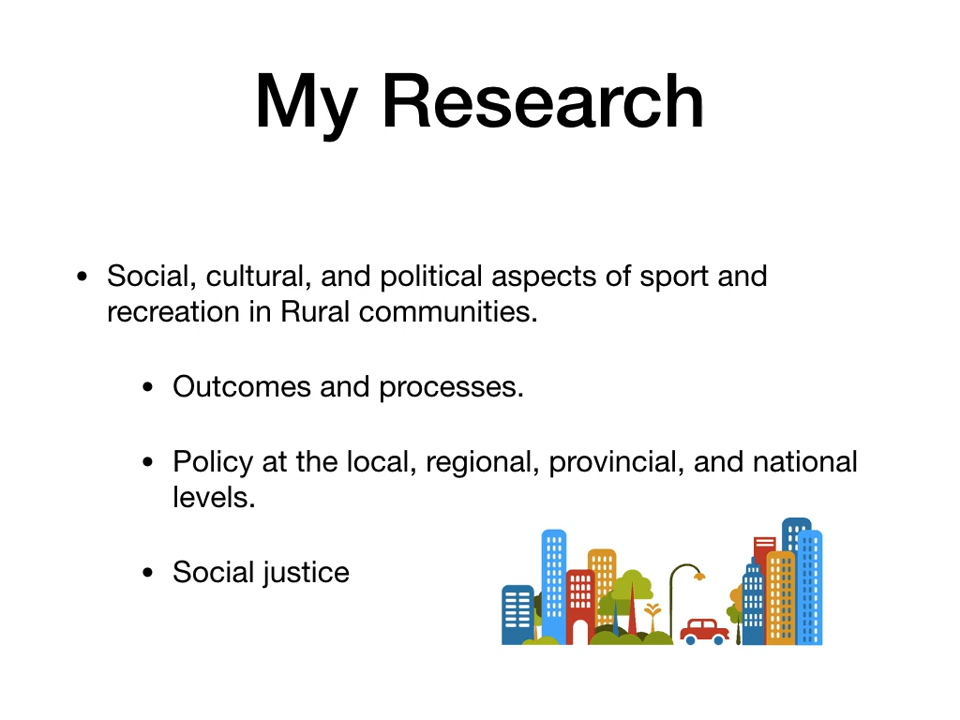 My Research
• Social, cultural, and political aspects of sport and
recreation in Rural communities.
• Outcomes and processes.
• Policy at the local, regional, provincial, and national
levels.
• Social justice